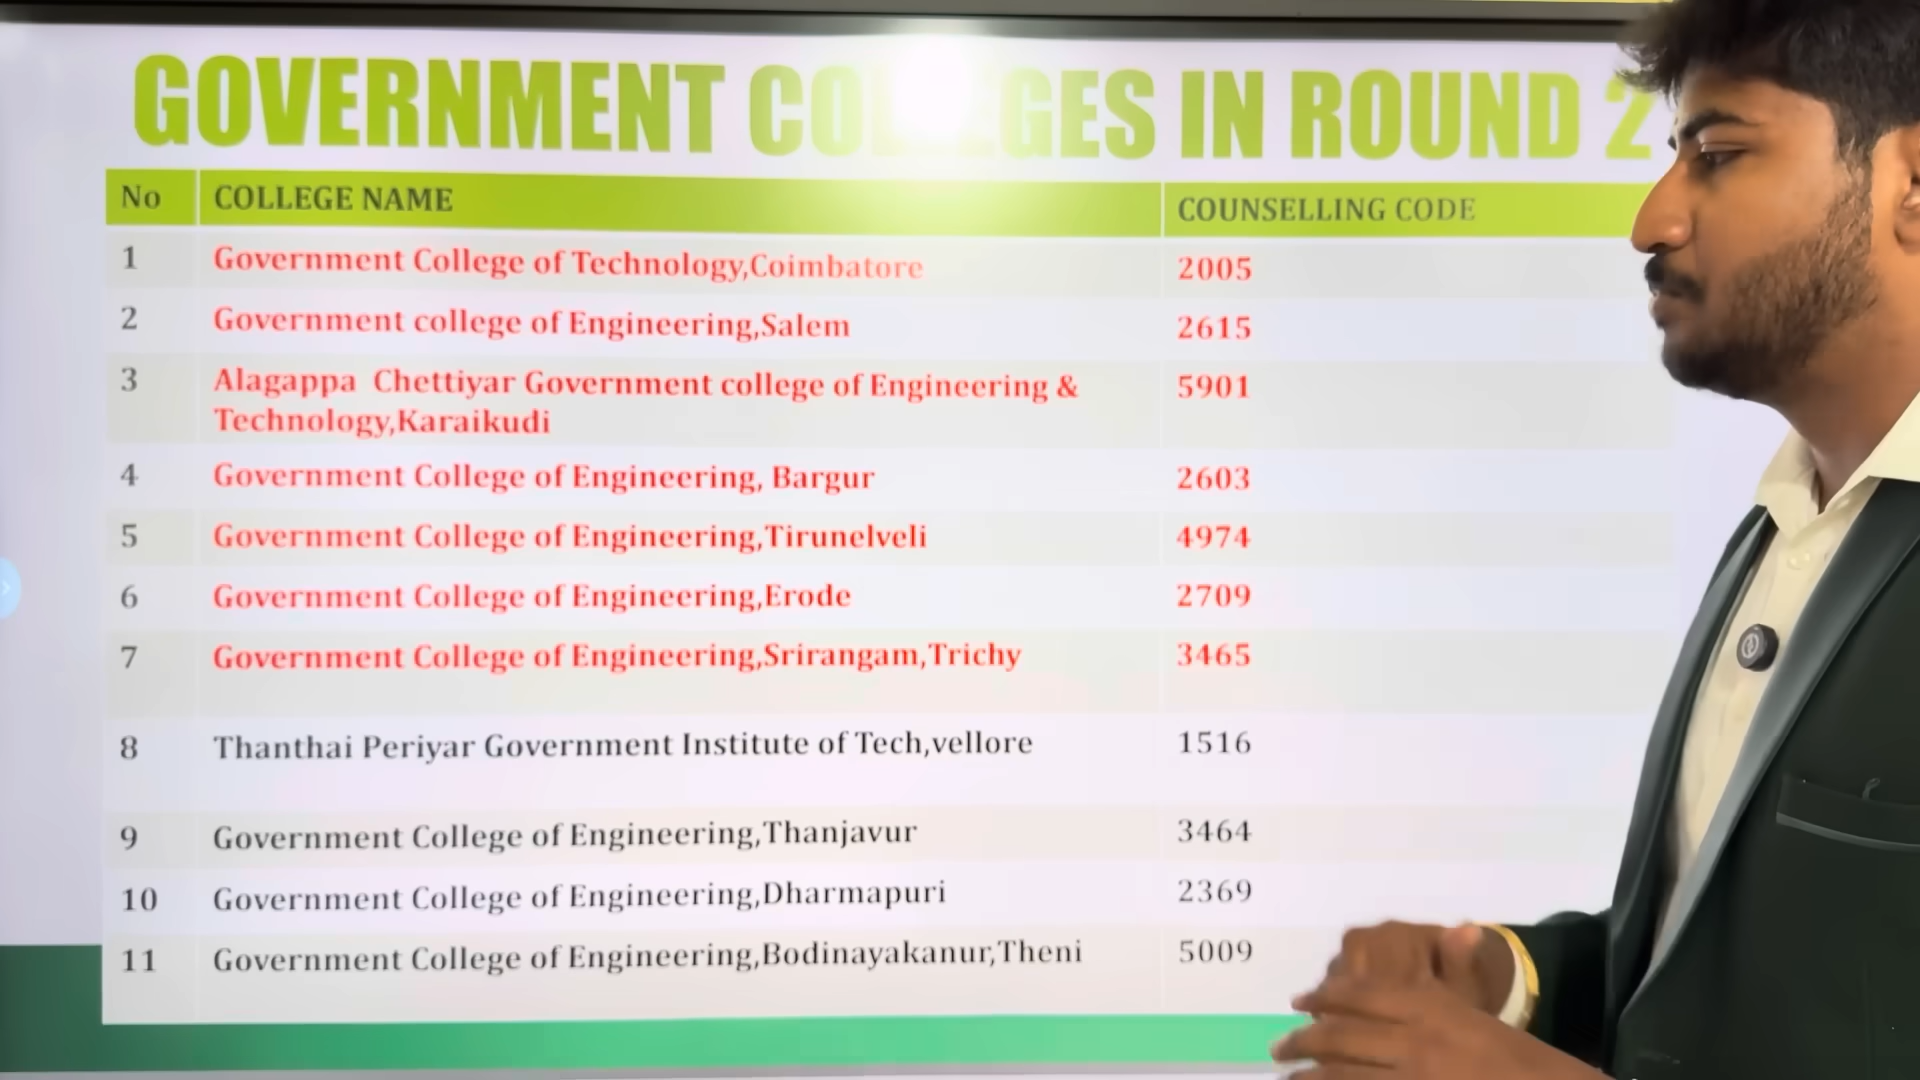 GOVERNMENT COLLEGES IN ROUND 2
No COLLEGE NAME COUNSELLING CODE
1 Government College of Technology,Coimbatore 2005
2 Government college of Engineering,Salem 2615
3 Alagappa Chettiyar Government college of Engineering & 5901
Technology,Karaikudi
4 Government College of Engineering, Bargur 2603
5 Government College of Engineering,Tirunelveli 4974
6 Government College of Engineering,Erode 2709
7 Government College of Engineering,Srirangam,Trichy 3465
8 Thanthai Periyar Government Institute of Tech,vellore 1516
9 Government College of Engineering,Thanjavur 3464
10 Government College of Engineering,Dharmapuri 2369
11 Government College of Engineering,Bodinayakanur,Theni 5009